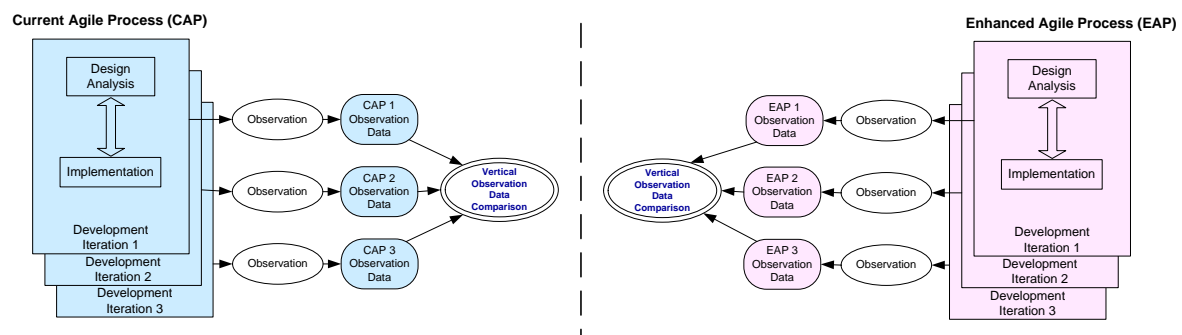 Current Agile Process (CAP)
Design
Analysis
Implementation
Development
Iteration 1
Development
Iteration 2
Development
Iteration 3
Observation
Observation
Observation
CAP 1
Observation
Data
CAP 2
Observation
Data
CAP 3
Observation
Data
Vertical
Observation
Data
Comparison
Enhanced Agile Process (EAP)
Vertical
Observation
Data
Comparison
EAP 1
Observation
Data
EAP 2
Observation
Data
EAP 3
Observation
Data
Observation
Observation
Observation
Design
Analysis
Implementation
Development
Iteration 1
Development
Iteration 2
Development
Iteration 3